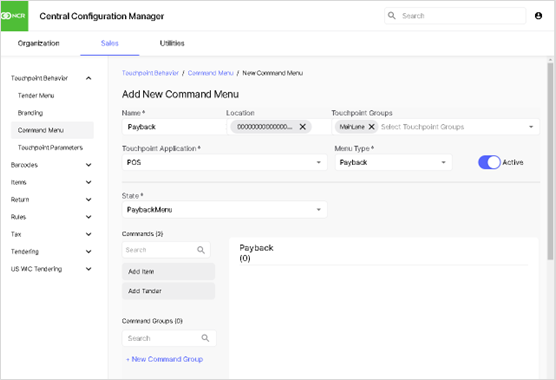 NCR
Central Configuration Manager
Search
Organization
Sales
Utilities
Touchpoint Behavior
Tender Menu
Branding
Command Menu
Touchpoint Parameters
Barcodes
Items
Return
Rules
Tax
Tendering
US WIC Tendering
Touchpoint Behavior / Command Menu / New Command Menu
Add New Command Menu
Name *
Payback
Location
00000000000000...
Touchpoint Groups
MainLane
Select Touchpoint Groups
Touchpoint Application *
POS
Menu Type *
Payback
Active
State *
PaybackMenu
Commands (2)
Search
Add Item
Add Tender
Command Groups (0)
Search
+ New Command Group
Payback
(0)